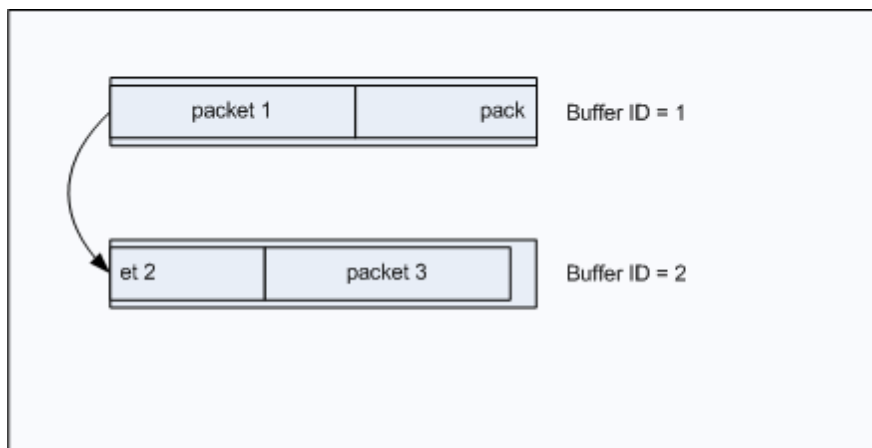 packet 1 pack Buffer ID = 1
et 2 packet 3 Buffer ID = 2